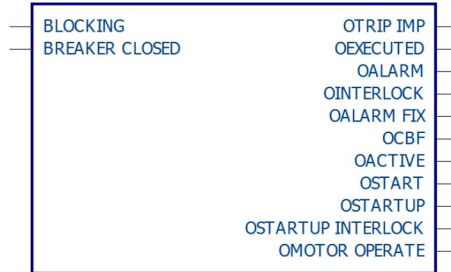 BLOCKING OTRIP IMP
BREAKER CLOSED OEXECUTED
OALARM
OINTERLOCK
OALARM FIX
OCBF
OACTIVE
OSTART
OSTARTUP
OSTARTUP INTERLOCK
OMOTOR OPERATE